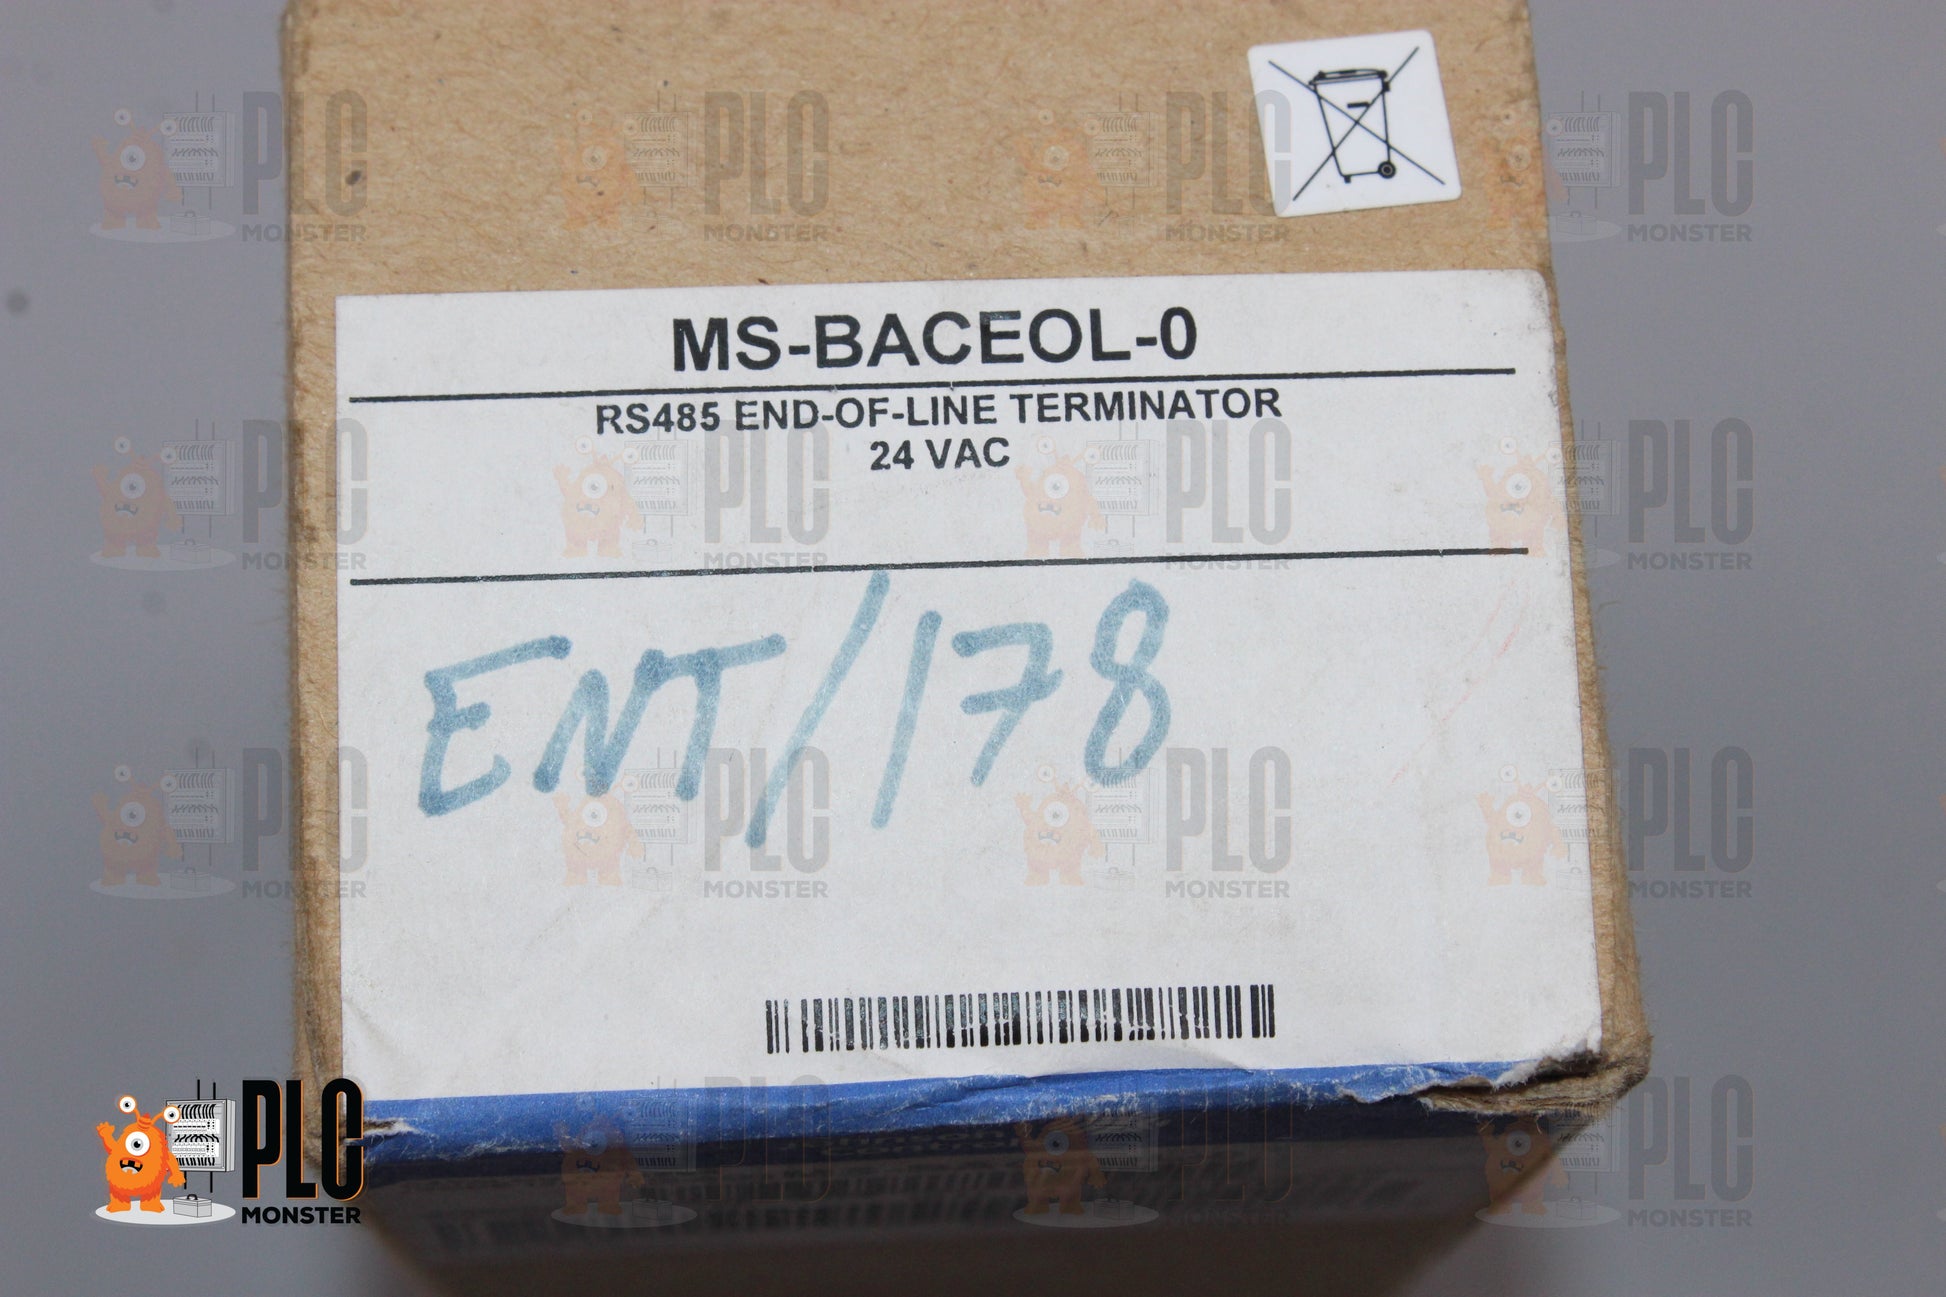 MS-BACEOL-0
RS485 END-OF-LINE TERMINATOR
24 VAC
ENT/178
PLC
MONSTER